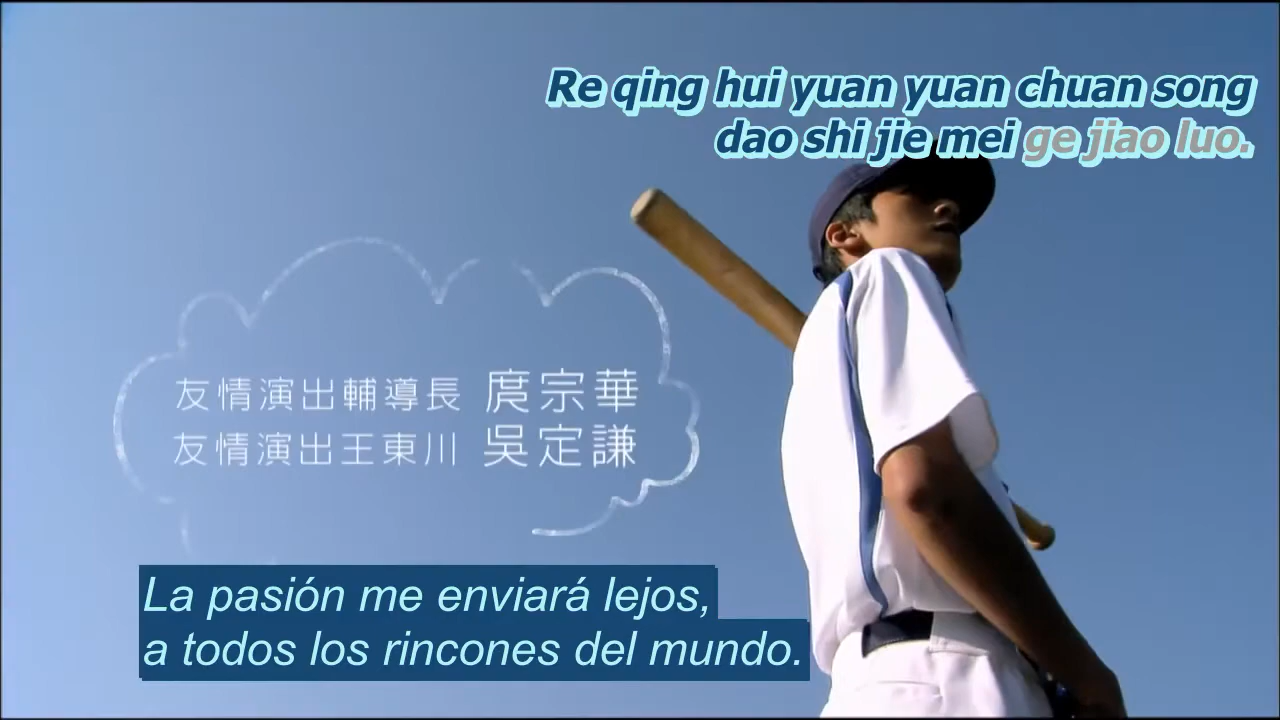 Re qing hui yuan yuan chuan song
dao shi jie mei ge jiao luo.
友情演出輔導長 庹宗華
友情演出王東川 吳定謙
La pasión me enviará lejos,
a todos los rincones del mundo.